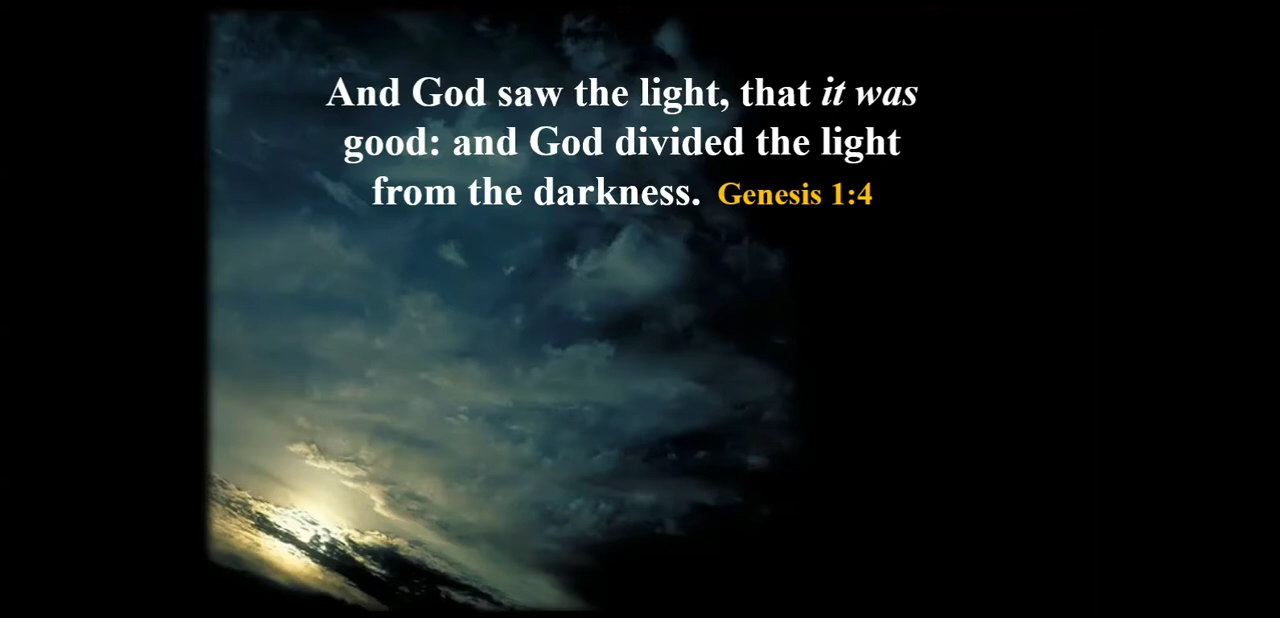 And God saw the light, that it was
good: and God divided the light
from the darkness. Genesis 1:4